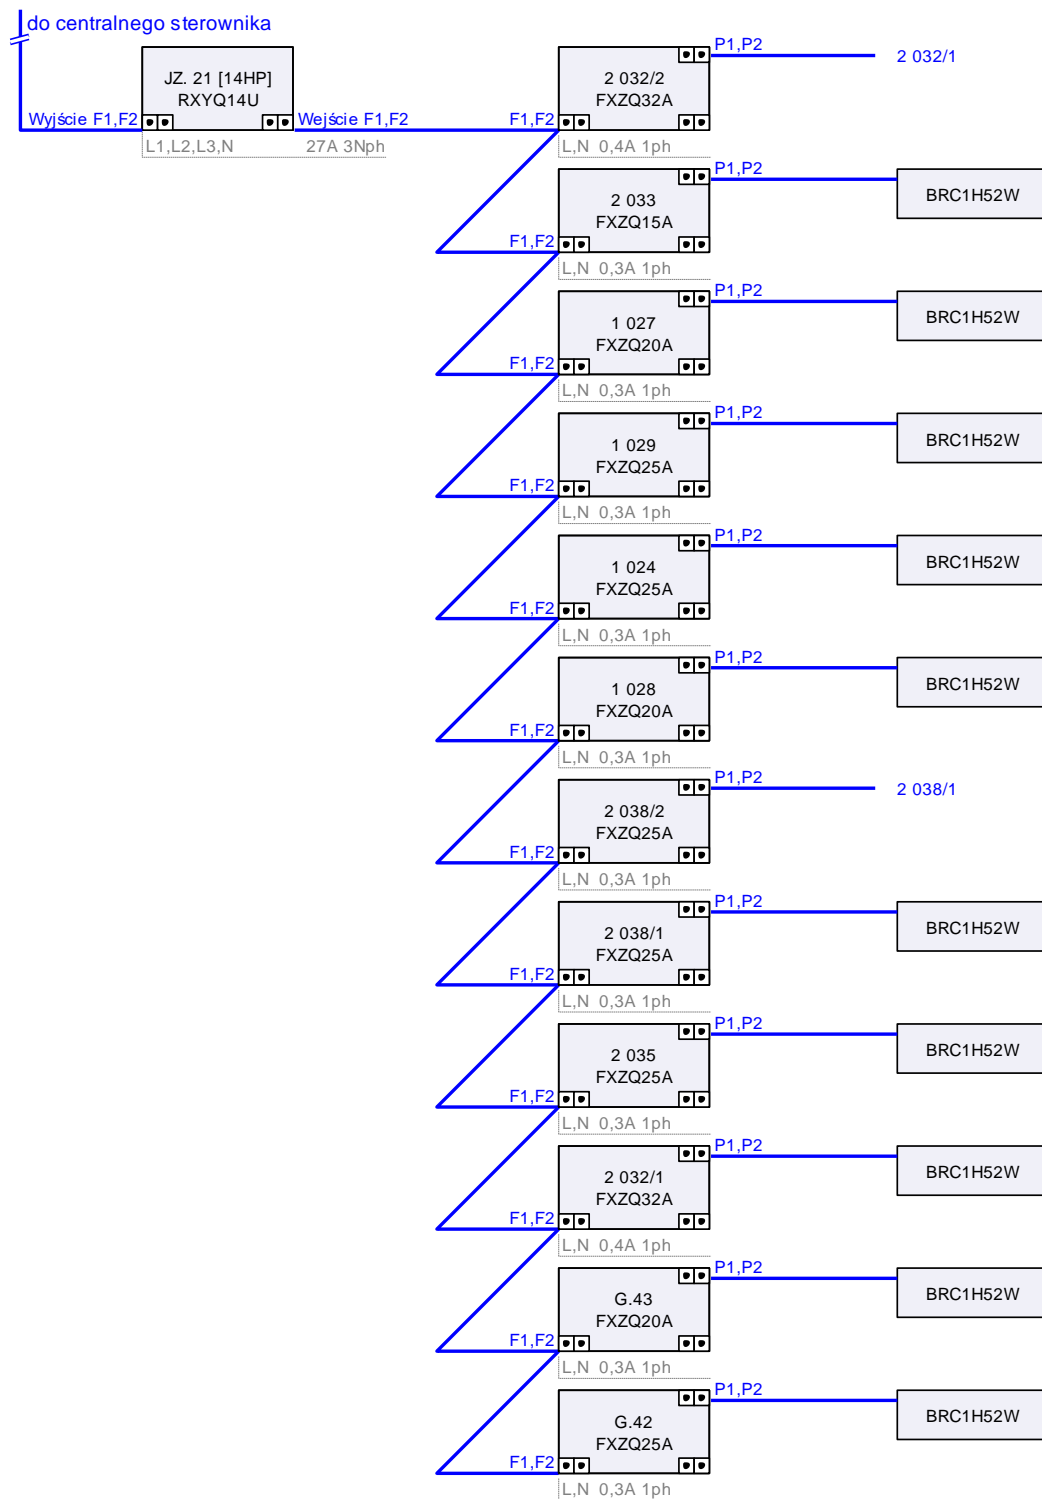 do centralnego sterownika
JZ. 21 [14HP]
RXYQ14U
Wyjście F1,F2
Wejście F1,F2
L1,L2,L3,N 27A 3Nph
P1,P2
2 032/1
2 032/2
FXZQ32A
F1,F2
L,N 0,4A 1ph
P1,P2
2 033
FXZQ15A
BRC1H52W
F1,F2
L,N 0,3A 1ph
P1,P2
1 027
FXZQ20A
BRC1H52W
F1,F2
L,N 0,3A 1ph
P1,P2
1 029
FXZQ25A
BRC1H52W
F1,F2
L,N 0,3A 1ph
P1,P2
1 024
FXZQ25A
BRC1H52W
F1,F2
L,N 0,3A 1ph
P1,P2
1 028
FXZQ20A
BRC1H52W
F1,F2
L,N 0,3A 1ph
P1,P2
2 038/1
2 038/2
FXZQ25A
F1,F2
L,N 0,3A 1ph
P1,P2
2 038/1
FXZQ25A
BRC1H52W
F1,F2
L,N 0,3A 1ph
P1,P2
2 035
FXZQ25A
BRC1H52W
F1,F2
L,N 0,3A 1ph
P1,P2
2 032/1
FXZQ32A
BRC1H52W
F1,F2
L,N 0,4A 1ph
P1,P2
G.43
FXZQ20A
BRC1H52W
F1,F2
L,N 0,3A 1ph
P1,P2
G.42
FXZQ25A
BRC1H52W
F1,F2
L,N 0,3A 1ph